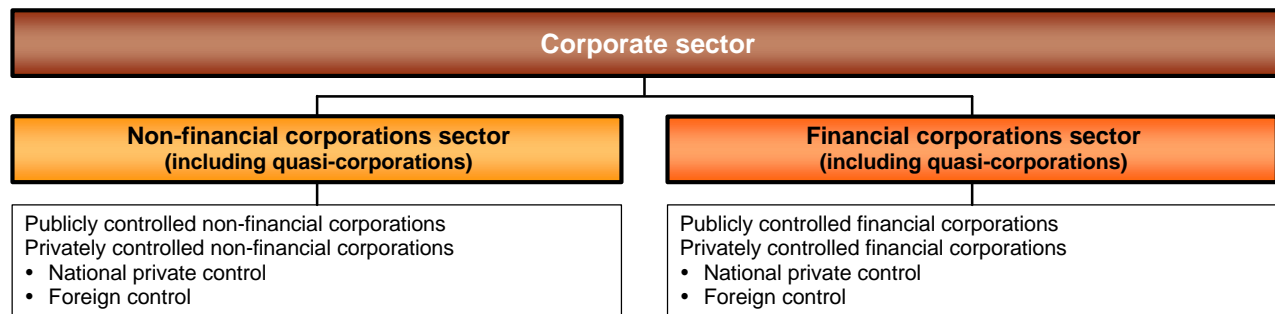 Corporate sector
Non-financial corporations sector
(including quasi-corporations)
Financial corporations sector
(including quasi-corporations)
Publicly controlled non-financial corporations
Privately controlled non-financial corporations
• National private control
• Foreign control
Publicly controlled financial corporations
Privately controlled financial corporations
• National private control
• Foreign control